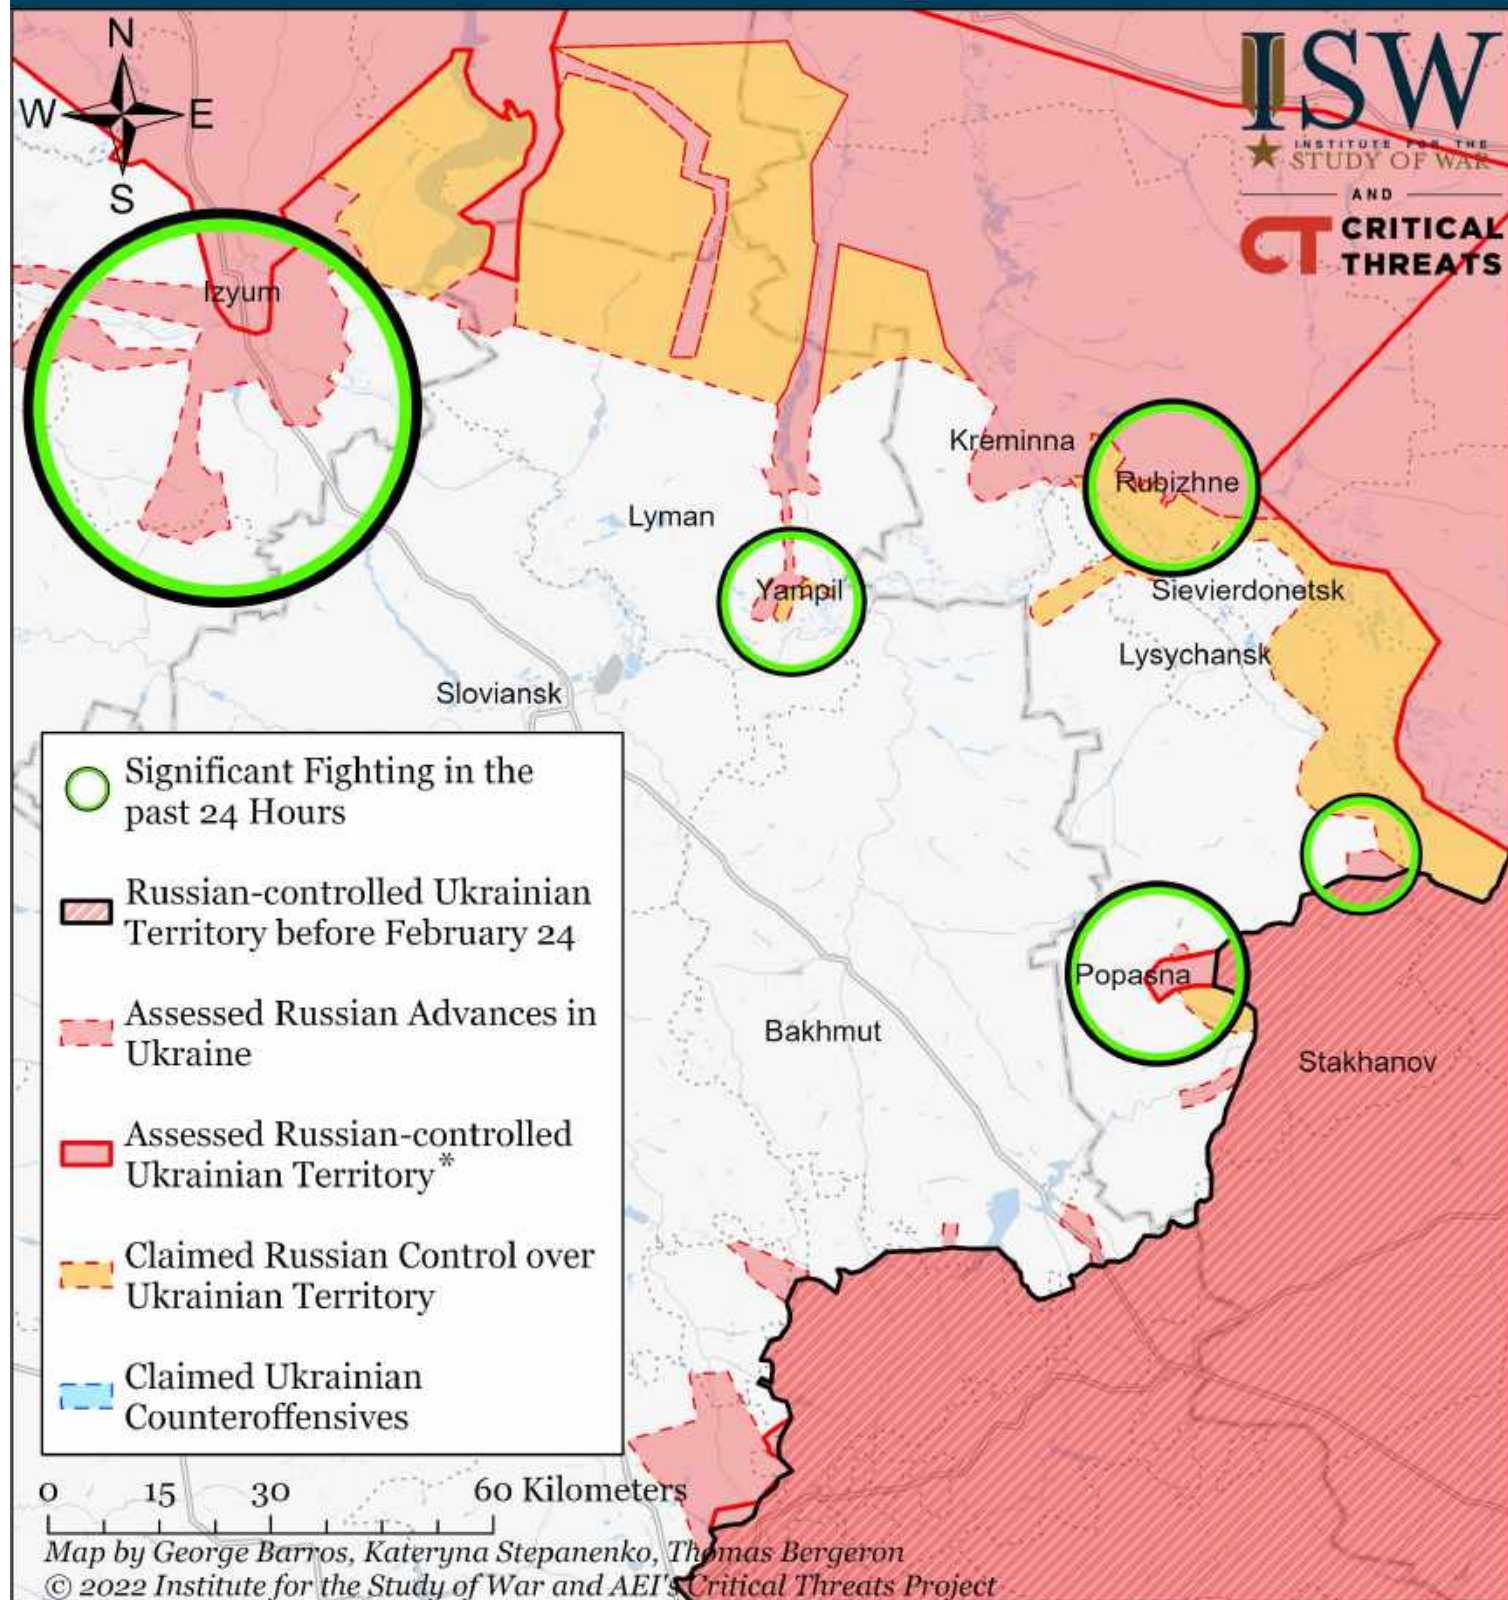 N
W
E
S
ISW
INSTITUTE FOR THE
STUDY OF WAR
AND
CT CRITICAL
THREATS
Izyum
Kreminna
Rubizhne
Lyman
Yampil
Sievierdonetsk
Lysychansk
Sloviansk
Popasna
Bakhmut
Stakhanov
Significant Fighting in the
past 24 Hours
Russian-controlled Ukrainian
Territory before February 24
Assessed Russian Advances in
Ukraine
Assessed Russian-controlled
Ukrainian Territory*
Claimed Russian Control over
Ukrainian Territory
Claimed Ukrainian
Counteroffensives
0 15 30 60 Kilometers
Map by George Barros, Kateryna Stepanenko, Thomas Bergeron
© 2022 Institute for the Study of War and AEI's Critical Threats Project